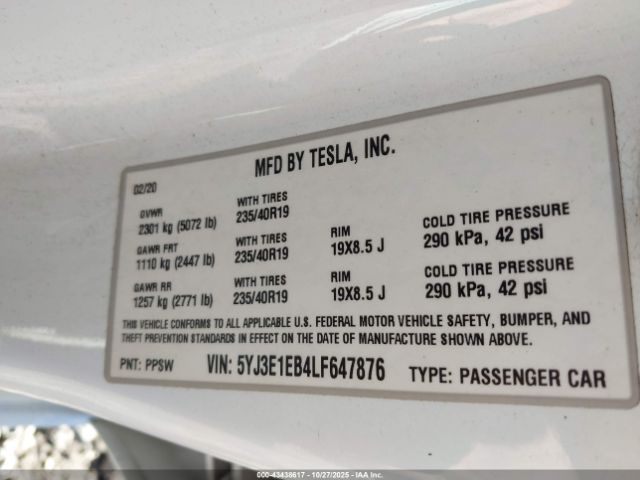 MFD BY TESLA, INC.
02/20
GVWR
2301 kg (5072 lb)
WITH TIRES
235/40R19
GAWR FRT
1110 kg (2447 lb)
WITH TIRES
235/40R19
RIM
19X8.5 J
COLD TIRE PRESSURE
290 kPa, 42 psi
GAWR RR
1257 kg (2771 lb)
WITH TIRES
235/40R19
RIM
19X8.5 J
COLD TIRE PRESSURE
290 kPa, 42 psi
THIS VEHICLE CONFORMS TO ALL APPLICABLE U.S. FEDERAL MOTOR VEHICLE SAFETY, BUMPER, AND
THEFT PREVENTION STANDARDS IN EFFECT ON THE DATE OF MANUFACTURE SHOWN ABOVE.
PNT: PPSW VIN: 5YJ3E1EB4LF647876 TYPE: PASSENGER CAR
000-43438617 - 10/27/2025 - IAA, Inc.